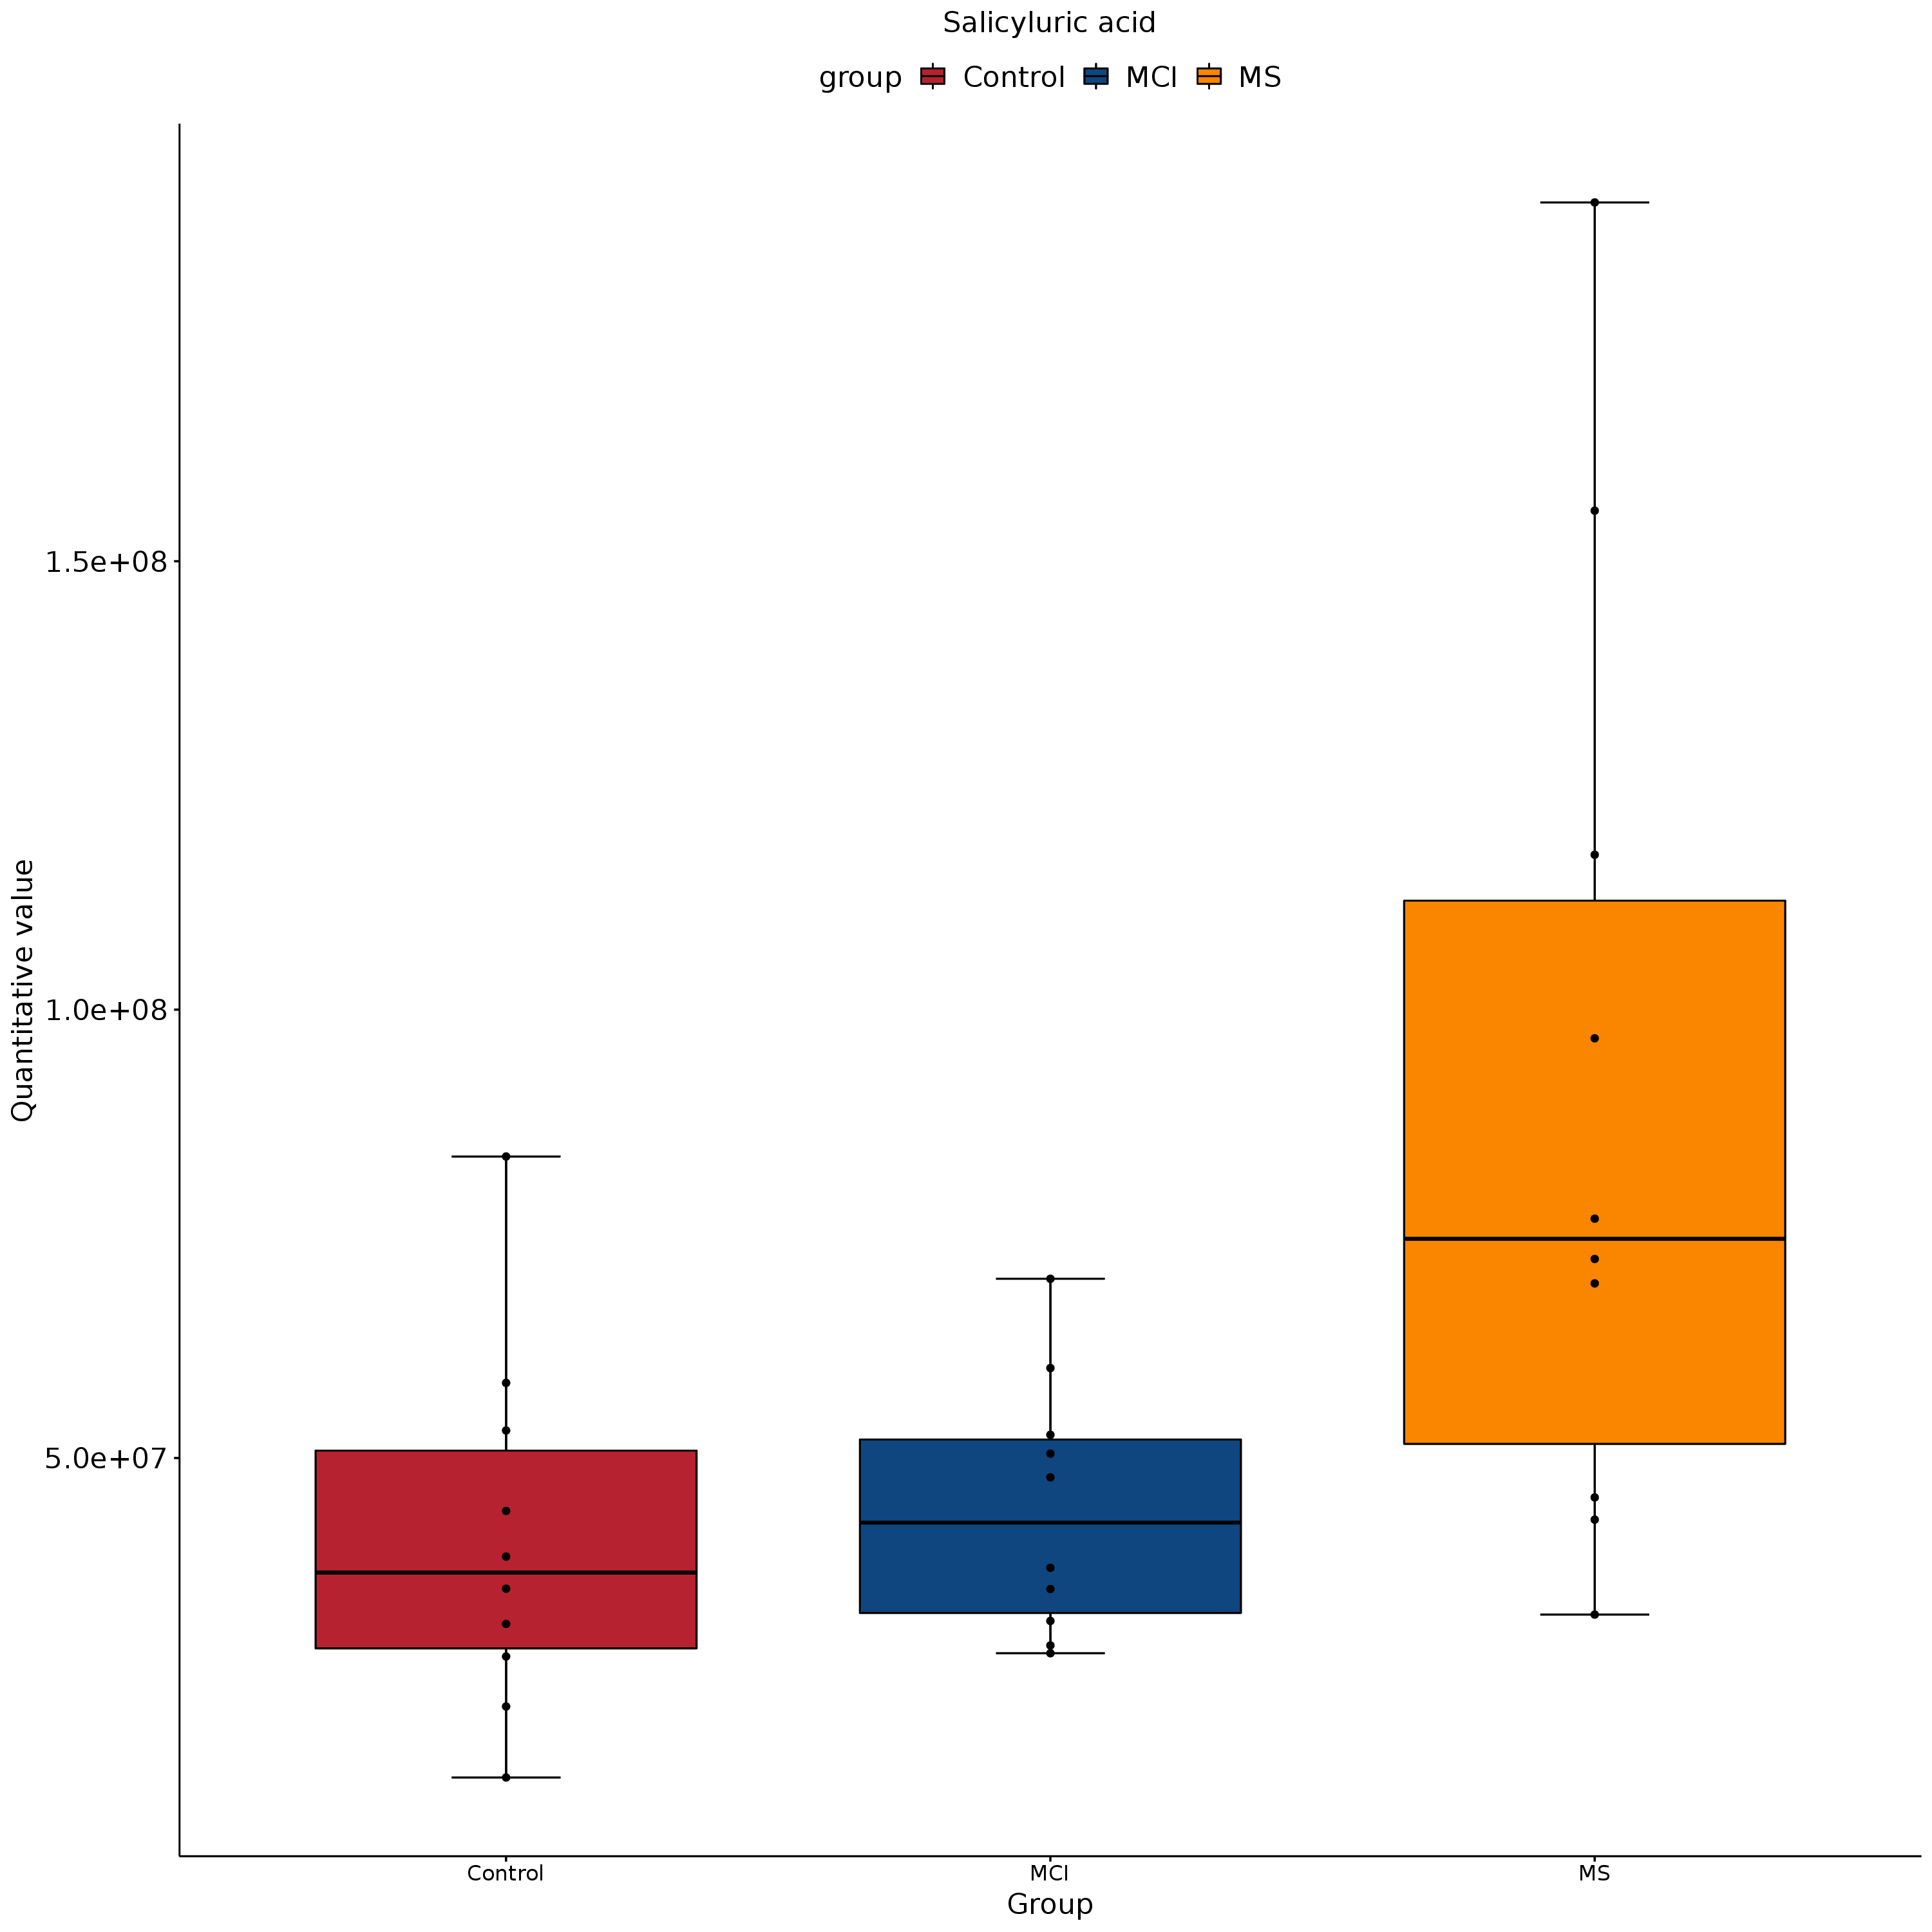 Salicyluric acid
group Control MCI MS
Quantitative value
1.5e+08
1.0e+08
5.0e+07
Control MCI MS
Group